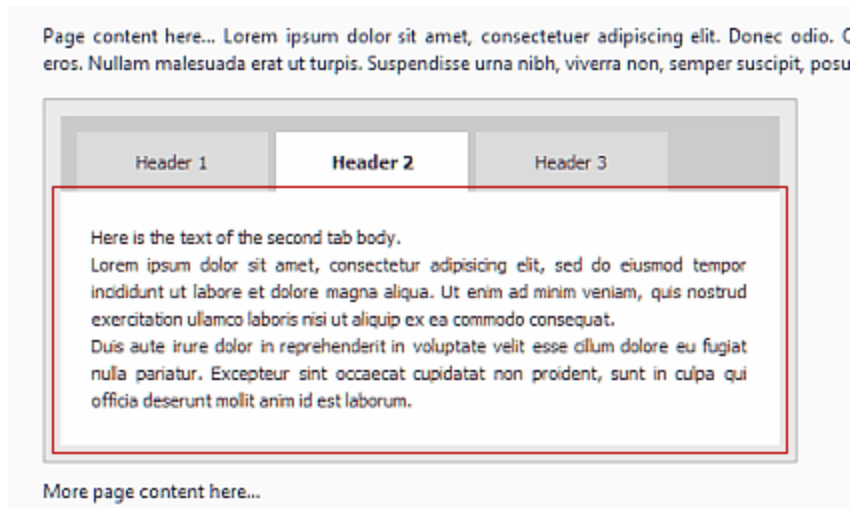 Page content here... Lorem ipsum dolor sit amet, consectetuer adipiscing elit. Donec odio.
eros. Nullam malesuada erat ut turpis. Suspendisse urna nibh, viverra non, semper suscipit, posu
Header 1 Header 2 Header 3
Here is the text of the second tab body.
Lorem ipsum dolor sit amet, consectetur adipisicing elit, sed do eiusmod tempor
incididunt ut labore et dolore magna aliqua. Ut enim ad minim veniam, quis nostrud
exercitation ullamco laboris nisi ut aliquip ex ea commodo consequat.
Duis aute irure dolor in reprehenderit in voluptate velit esse cillum dolore eu fugiat
nulla pariatur. Excepteur sint occaecat cupidatat non proident, sunt in culpa qui
officia deserunt mollit anim id est laborum.
More page content here...